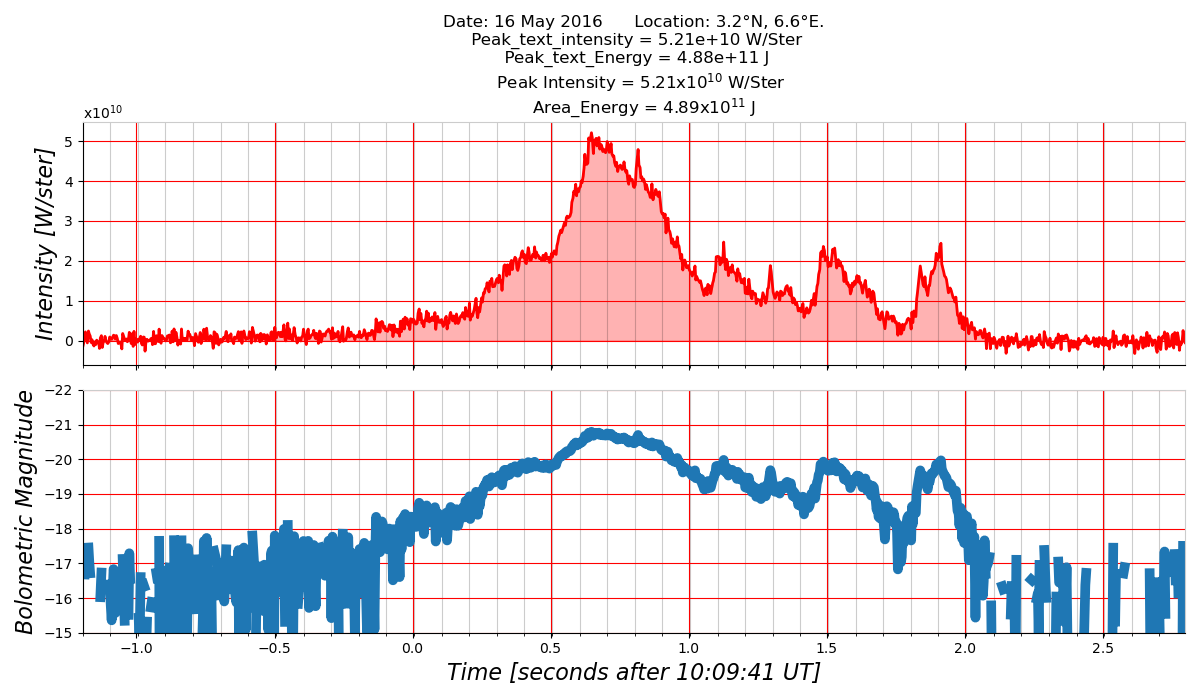 Date: 16 May 2016      Location: 3.2°N, 6.6°E.
Peak_text_intensity = 5.21e+10 W/Ster
Peak_text_Energy = 4.88e+11 J
Peak Intensity = 5.21x10¹⁰ W/Ster
Area_Energy = 4.89x10¹¹ J
x10¹⁰
5
4
3
2
1
0
Intensity [W/ster]
−22
−21
−20
−19
−18
−17
−16
−15
Bolometric Magnitude
−1.0 −0.5 0.0 0.5 1.0 1.5 2.0 2.5
Time [seconds after 10:09:41 UT]